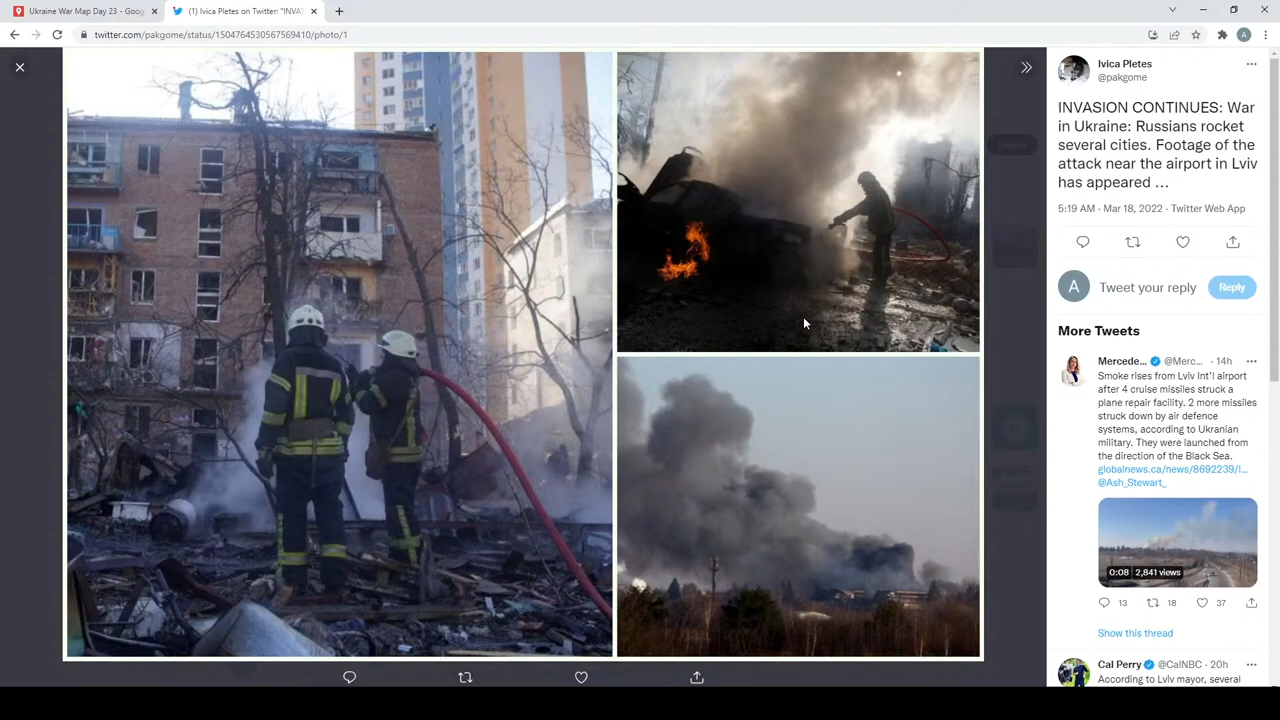 Ukraine War Map Day 23 - Goog
(1) Ivica Pletes on Twitter: "INVAS
twitter.com/pakgome/status/1504764530567569410/photo/1
A
Ivica Pletes
@pakgome
INVASION CONTINUES: War
in Ukraine: Russians rocket
several cities. Footage of the
attack near the airport in Lviv
has appeared ...
5:19 AM · Mar 18, 2022 · Twitter Web App
A
Tweet your reply
Reply
More Tweets
Mercede... @Merc... · 14h
Smoke rises from Lviv Int'l airport
after 4 cruise missiles struck a
plane repair facility. 2 more missiles
struck down by air defence
systems, according to Ukranian
military. They were launched from
the direction of the Black Sea.
globalnews.ca/news/8692239/l...
@Ash_Stewart_
0:08 2,841 views
13 18 37
Show this thread
Cal Perry @CalNBC · 20h
According to Lviv mayor, several